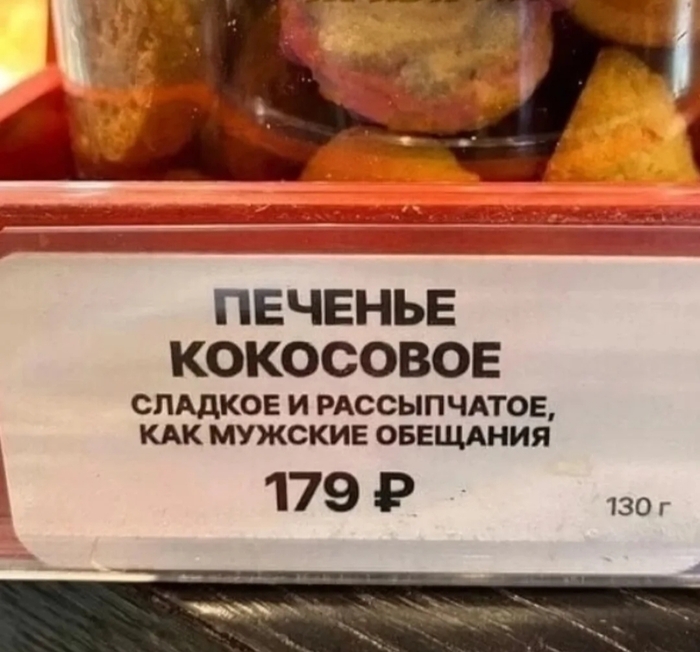 ПЕЧЕНЬЕ
КОКОСОВОЕ
СЛАДКОЕ И РАССЫПЧАТОЕ,
КАК МУЖСКИЕ ОБЕЩАНИЯ
179 ₽
130 г